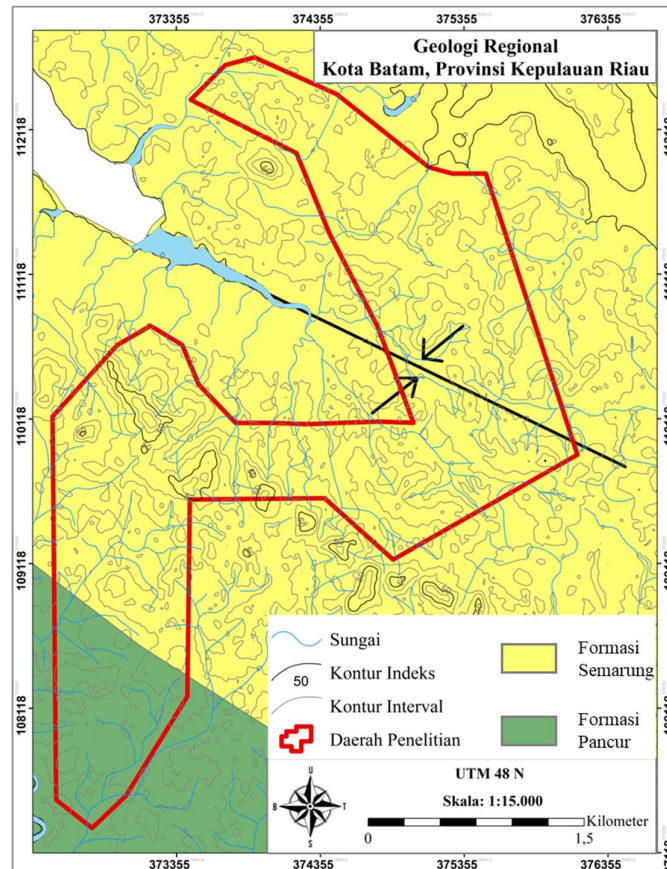 373355 374355 375355 376355
Geologi Regional
Kota Batam, Provinsi Kepulauan Riau
112118
111118
110118
109118
108118
Sungai
50 Kontur Indeks
Kontur Interval
Daerah Penelitian
Formasi
Semarung
Formasi
Pancur
UTM 48 N
Skala: 1:15.000
U
B T
S
Kilometer
0 1,5
373355 374355 375355 376355